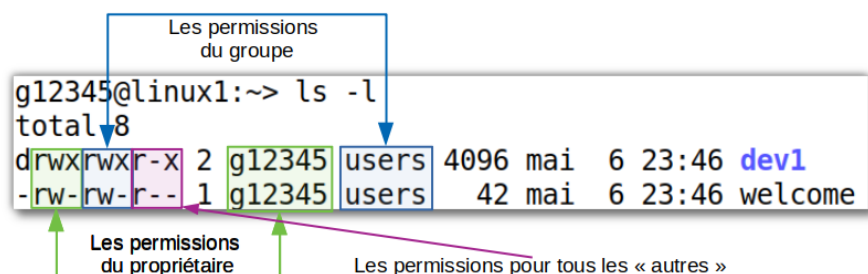 Les permissions
du groupe
g12345@linux1:~> ls -l
total 8
drwxrwxr-x 2 g12345 users 4096 mai  6 23:46 dev1
-rw-rw-r-- 1 g12345 users   42 mai  6 23:46 welcome
Les permissions
du propriétaire
Les permissions pour tous les « autres »